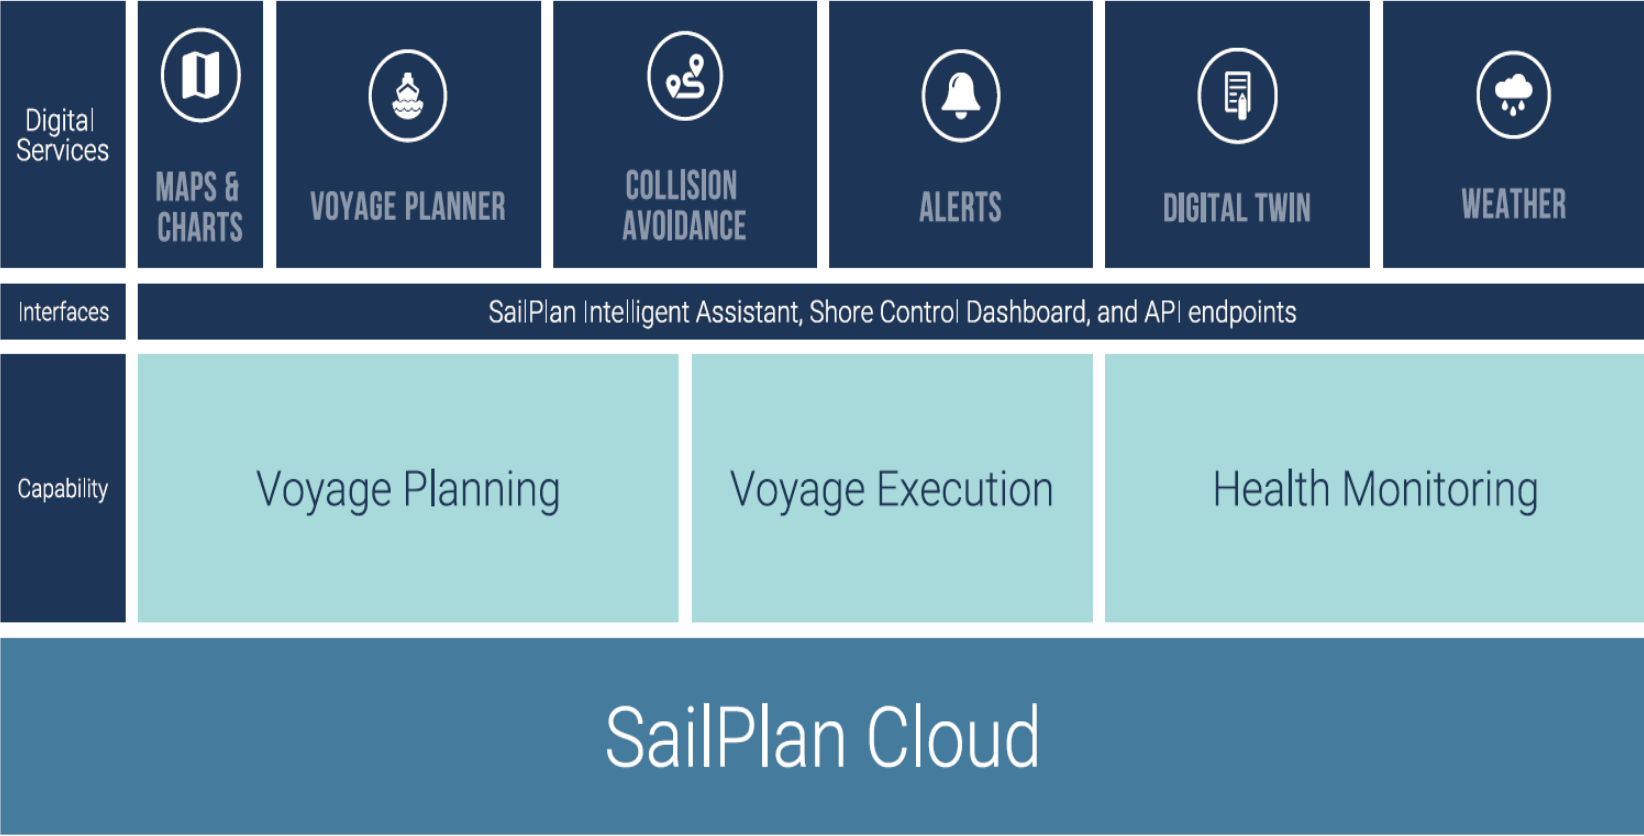 Digital
Services
MAPS &
CHARTS
VOYAGE PLANNER
COLLISION
AVOIDANCE
ALERTS
DIGITAL TWIN
WEATHER
Interfaces
SailPlan Intelligent Assistant, Shore Control Dashboard, and API endpoints
Capability
Voyage Planning
Voyage Execution
Health Monitoring
SailPlan Cloud